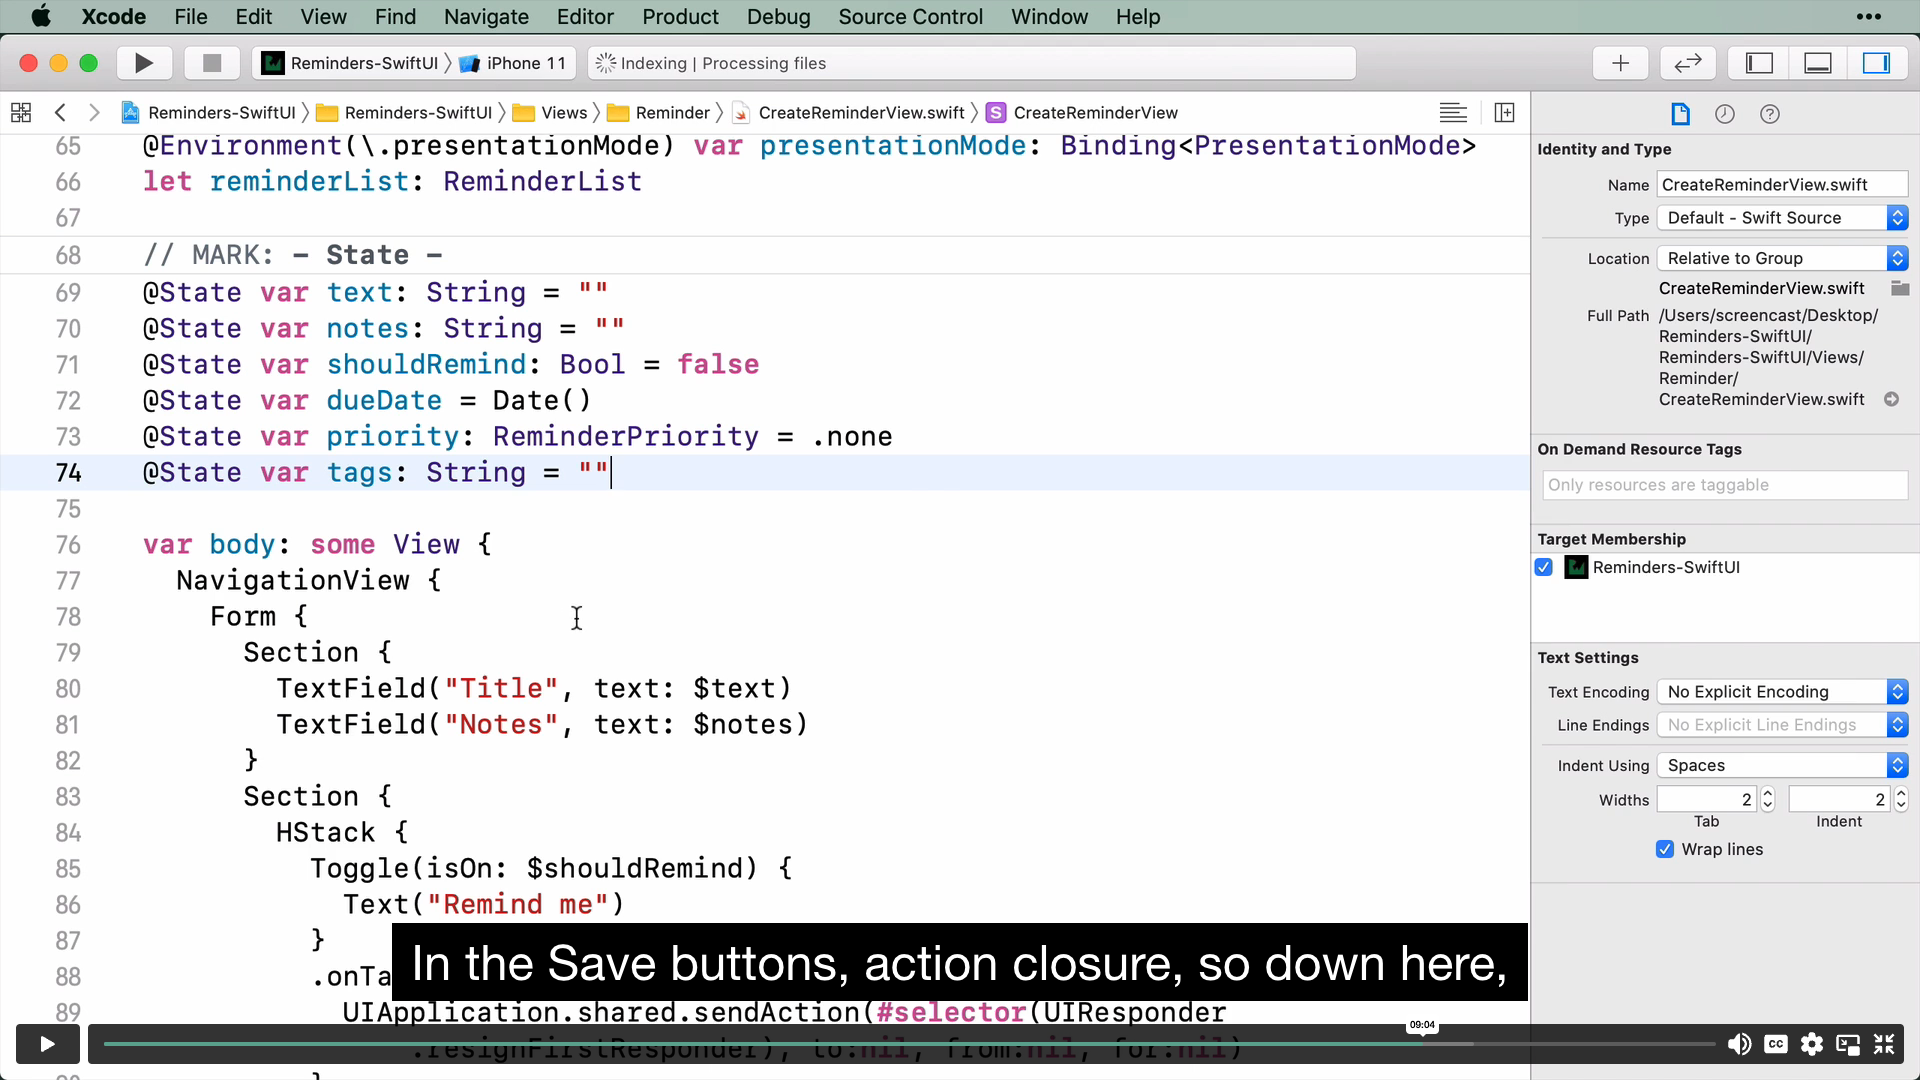 Xcode File Edit View Find Navigate Editor Product Debug Source Control Window Help
Reminders-SwiftUI iPhone 11 Indexing | Processing files
Reminders-SwiftUI Reminders-SwiftUI Views Reminder CreateReminderView.swift S CreateReminderView
65 @Environment(\.presentationMode) var presentationMode: Binding<PresentationMode>
66 let reminderList: ReminderList
67
68 // MARK: - State -
69 @State var text: String = ""
70 @State var notes: String = ""
71 @State var shouldRemind: Bool = false
72 @State var dueDate = Date()
73 @State var priority: ReminderPriority = .none
74 @State var tags: String = ""
75
76 var body: some View {
77 NavigationView {
78 Form {
79 Section {
80 TextField("Title", text: $text)
81 TextField("Notes", text: $notes)
82 }
83 Section {
84 HStack {
85 Toggle(isOn: $shouldRemind) {
86 Text("Remind me")
87 }
88 .onTa
In the Save buttons, action closure, so down here,
89 UIApplication.shared.sendAction(#selector(UIResponder
.resignFirstResponder), to:nil, from:nil, for:nil)
09:04
CC
Identity and Type
Name CreateReminderView.swift
Type Default - Swift Source
Location Relative to Group
CreateReminderView.swift
Full Path /Users/screencast/Desktop/
Reminders-SwiftUI/
Reminders-SwiftUI/Views/
Reminder/
CreateReminderView.swift
On Demand Resource Tags
Only resources are taggable
Target Membership
Reminders-SwiftUI
Text Settings
Text Encoding No Explicit Encoding
Line Endings No Explicit Line Endings
Indent Using Spaces
Widths 2 2
Tab Indent
Wrap lines